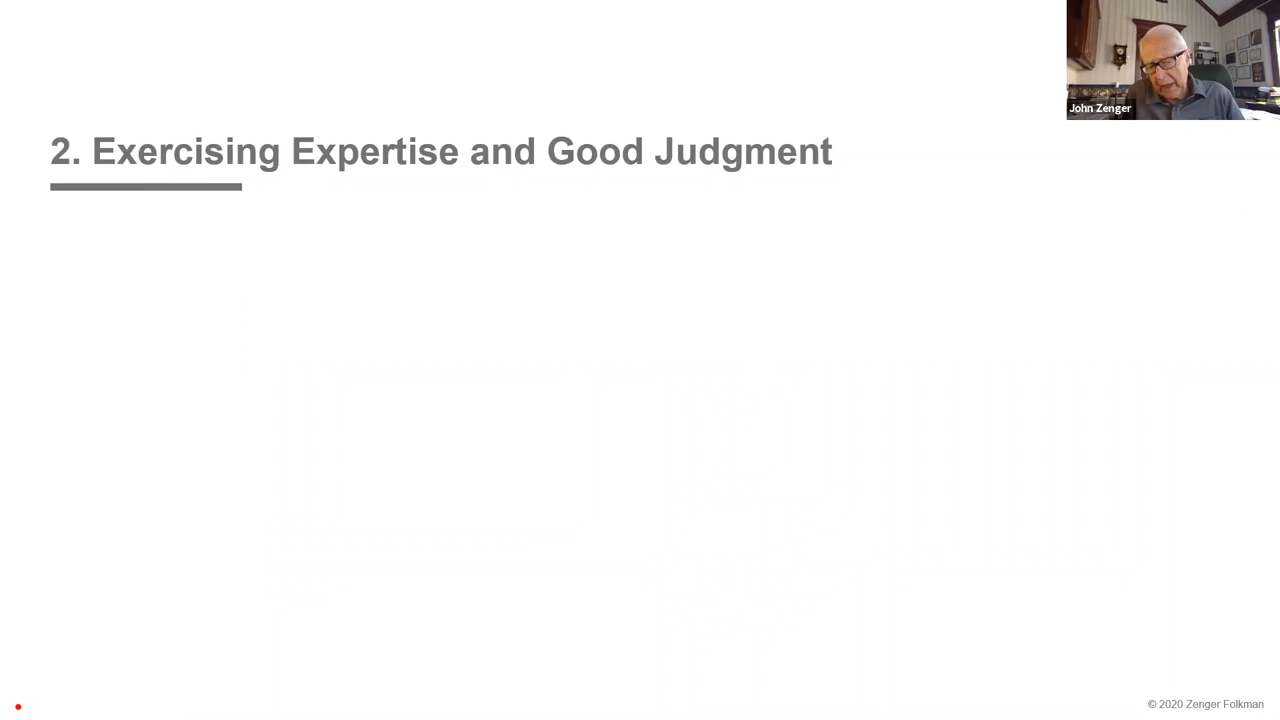 John Zenger
2. Exercising Expertise and Good Judgment
© 2020 Zenger Folkman